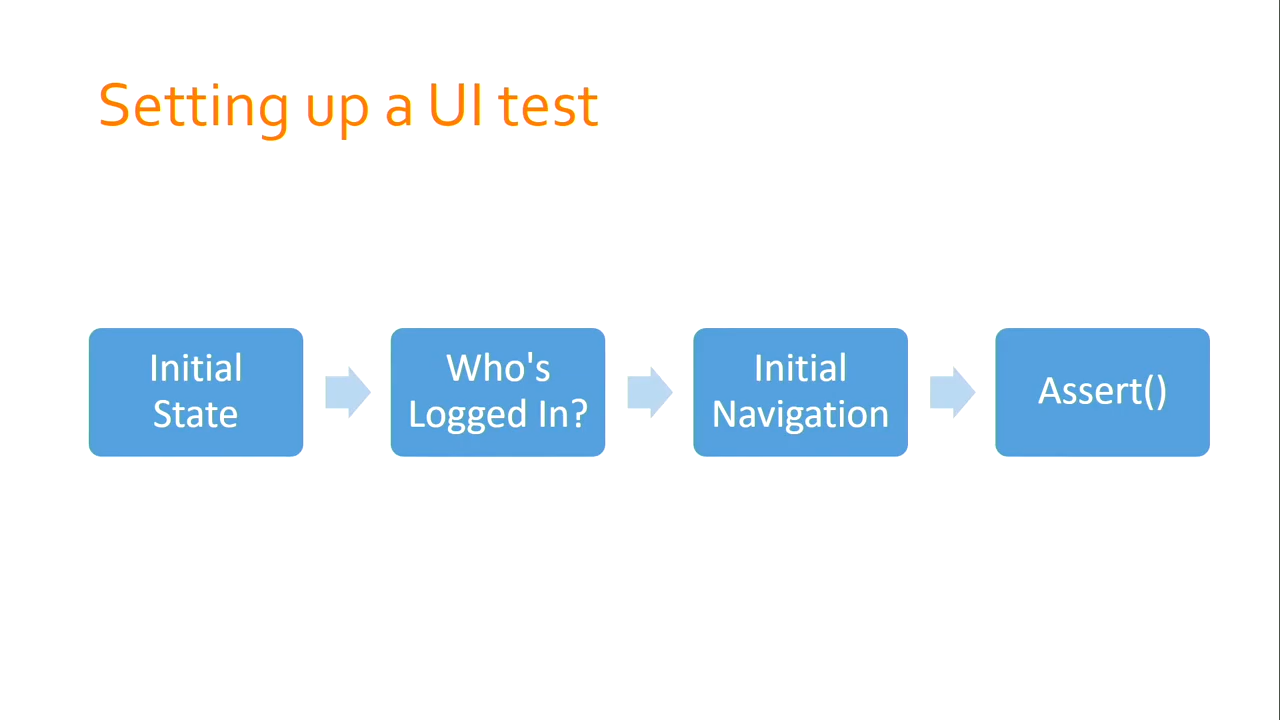 Setting up a UI test
Initial
State
Who's
Logged In?
Initial
Navigation
Assert()